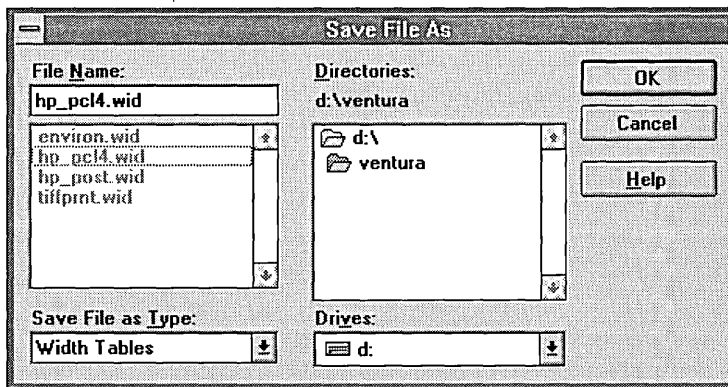 Save File As
File Name:
hp_pcl4.wid
environ.wid
hp_pcl4.wid
hp_post.wid
tiffprnt.wid
Save File as Type:
Width Tables
Directories:
d:\ventura
d:\
ventura
Drives:
d:
OK
Cancel
Help